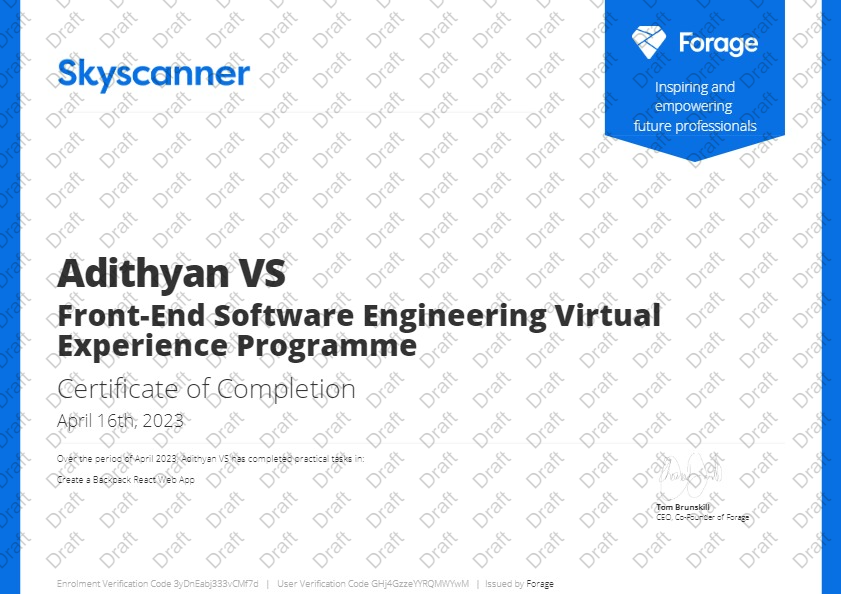 Skyscanner
Forage
Inspiring and
empowering
future professionals
Adithyan VS
Front-End Software Engineering Virtual
Experience Programme
Certificate of Completion
April 16th, 2023
Over the period of April 2023, Adithyan VS has completed practical tasks in:
Create a Backpack React Web App
Tom Brunskill
CEO, Co-Founder of Forage
Enrolment Verification Code 3yDnEabj333vCMf7d | User Verification Code GHj4GzzeYYRQMWYwM | Issued by Forage
Draft